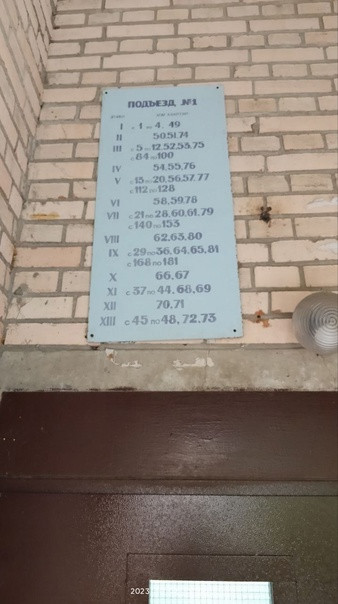 ПОДЪЕЗД №1
I с 1 по 4, 49
II 50,51,74
III с 5 по 12,52,53,75
с 84 по 100
IV 54,55,76
V с 13 по 20,56,57,77
с 112 по 128
VI 58,59,78
VII с 21 по 28,60,61,79
с 140 по 153
VIII 62,63,80
IX с 29 по 36,64,65,81
с 168 по 181
X 66,67
XI с 37 по 44,68,69
XII 70,71
XIII с 45 по 48,72,73
2023